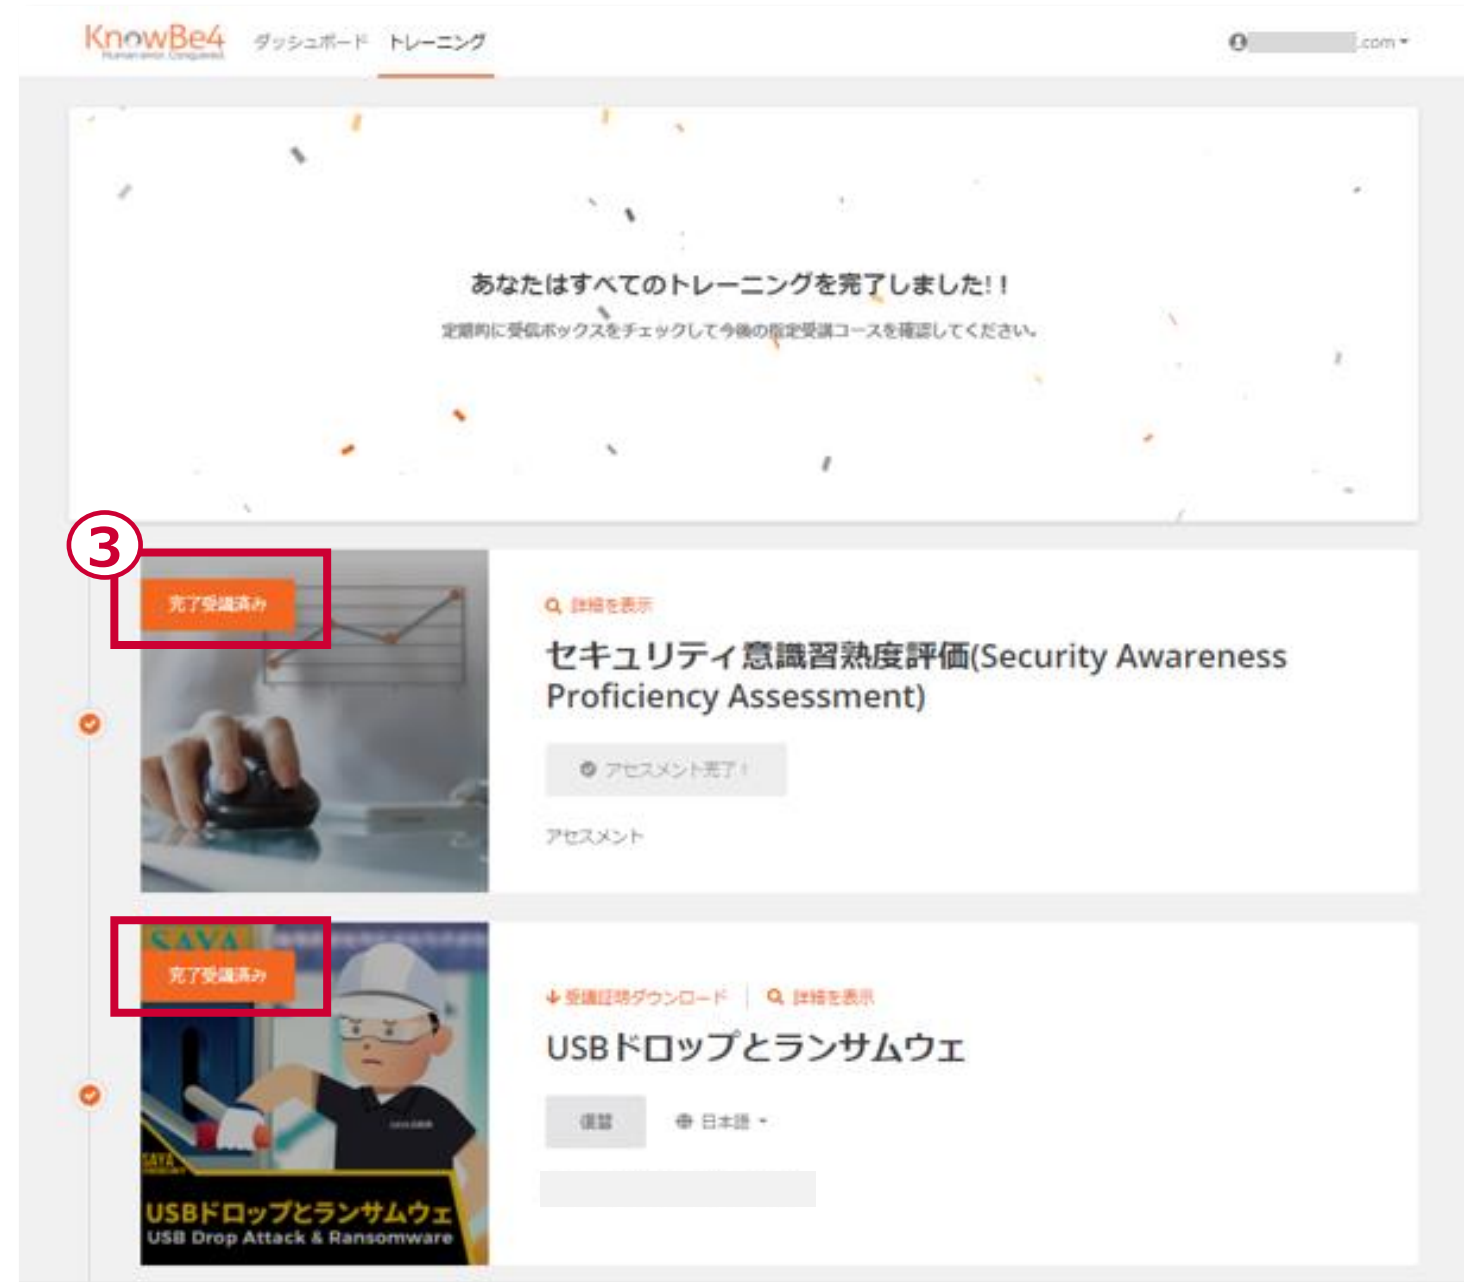 KnowBe4
Human error. Conquered.
ダッシュボード トレーニング
.com
あなたはすべてのトレーニングを完了しました!!
定期的に受信ボックスをチェックして今後の指定受講コースを確認してください。
③
完了受講済み
詳細を表示
セキュリティ意識習熟度評価(Security Awareness
Proficiency Assessment)
アセスメント完了!
アセスメント
SAYA
完了受講済み
受講証明ダウンロード 詳細を表示
USBドロップとランサムウェ
復習 日本語
SAYA
USBドロップとランサムウェ
USB Drop Attack & Ransomware